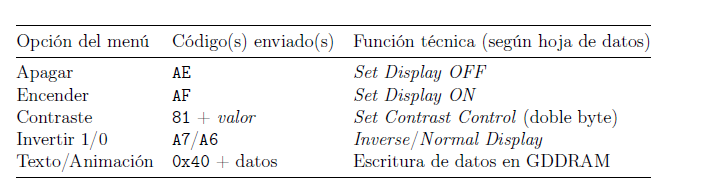 Opción del menú Código(s) enviado(s) Función técnica (según hoja de datos)
Apagar AE Set Display OFF
Encender AF Set Display ON
Contraste 81 + valor Set Contrast Control (doble byte)
Invertir 1/0 A7/A6 Inverse/Normal Display
Texto/Animación 0x40 + datos Escritura de datos en GDDRAM